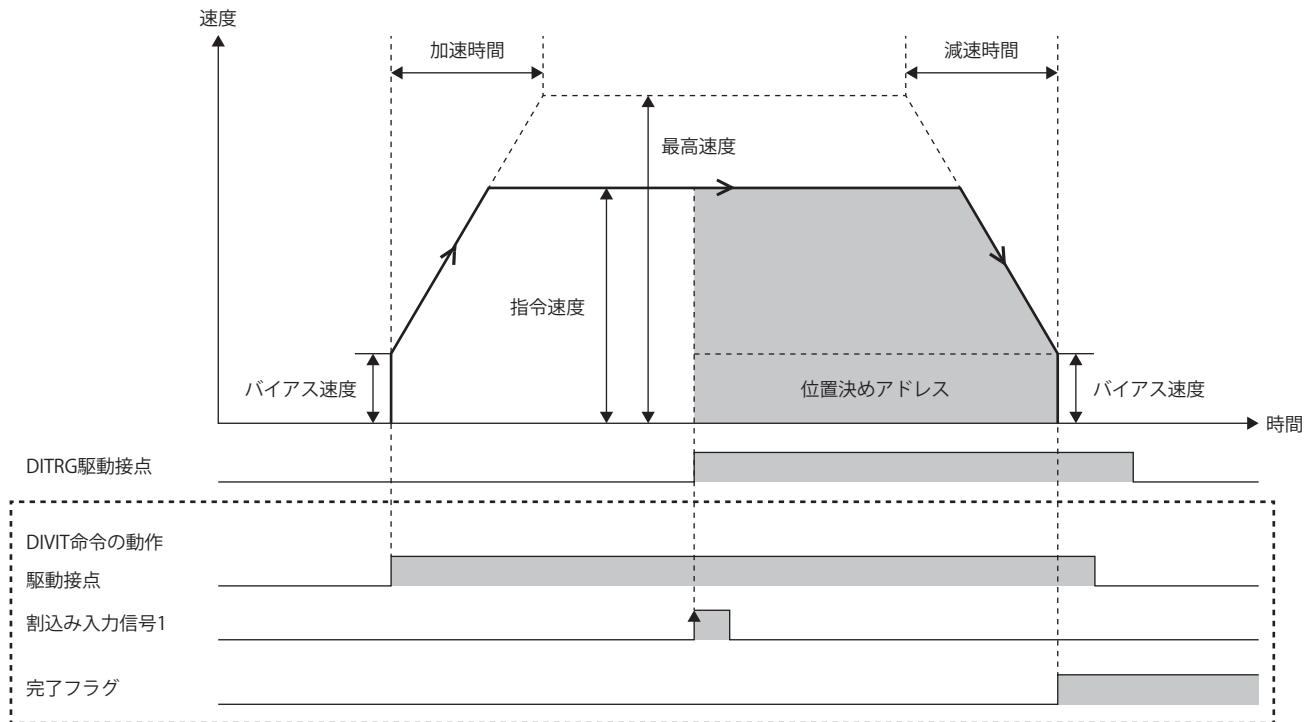 速度
加速時間
減速時間
最高速度
指令速度
バイアス速度
位置決めアドレス
バイアス速度
時間
DITRG駆動接点
DIVIT命令の動作
駆動接点
割込み入力信号1
完了フラグ